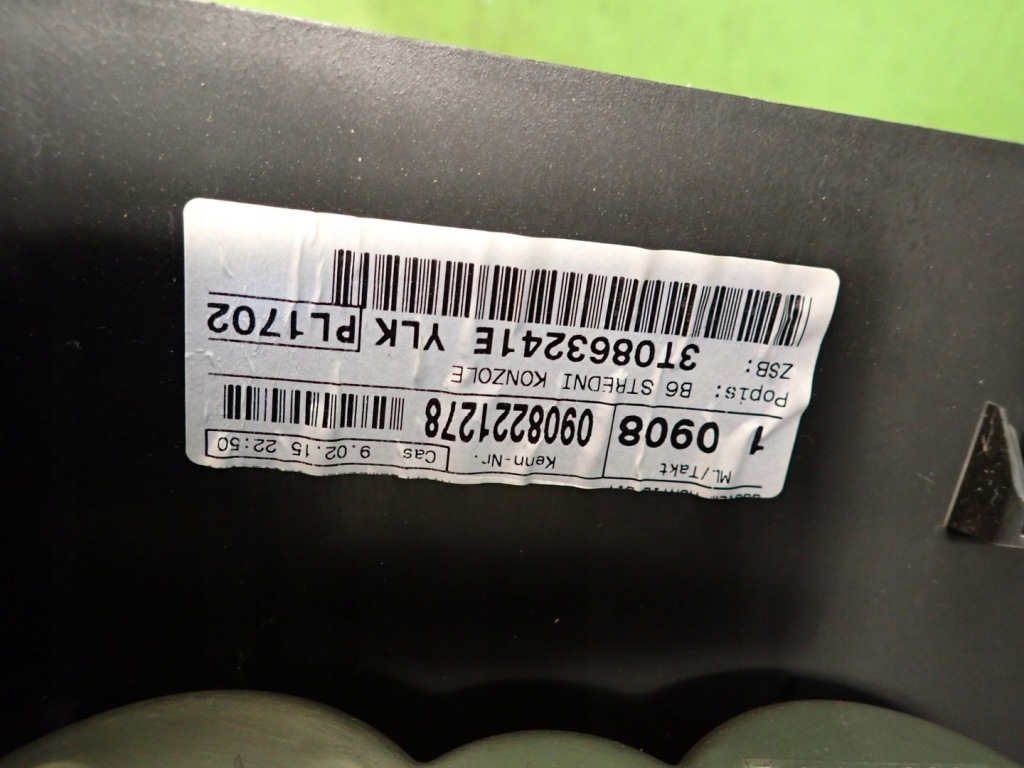 ML/Takt Kenn-Nr. Cas 9.02.15 22:50
1 0908 0908221278
Popis: B6 STREDNI KONZOLE
ZSB: 3T0863241E YLK PL1702